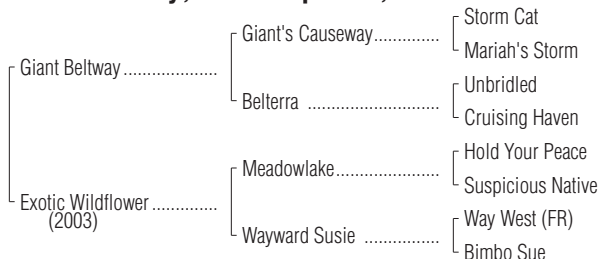 Storm Cat
Giant's Causeway
Mariah's Storm
Giant Beltway
Unbridled
Belterra
Cruising Haven
Hold Your Peace
Meadowlake
Suspicious Native
Exotic Wildflower
(2003)
Way West (FR)
Wayward Susie
Bimbo Sue